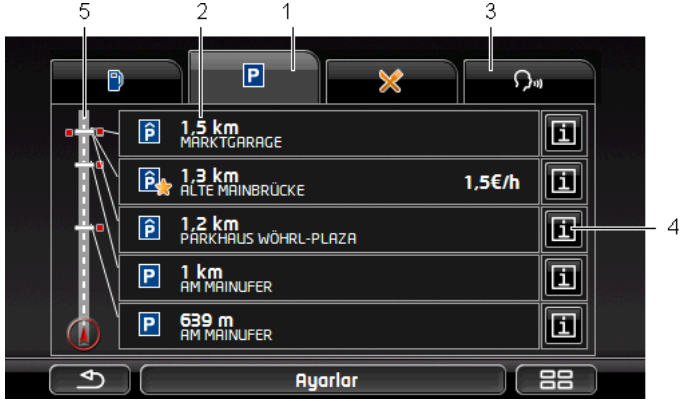 5 2 1 3
P
P 1,5 km
MARKTGARAGE
i
P 1,3 km
ALTE MAINBRÜCKE
1,5€/h
i
P 1,2 km
PARKHAUS WÖHRL-PLAZA
i
4
P 1 km
AM MAINUFER
i
P 639 m
AM MAINUFER
i
Ayarlar